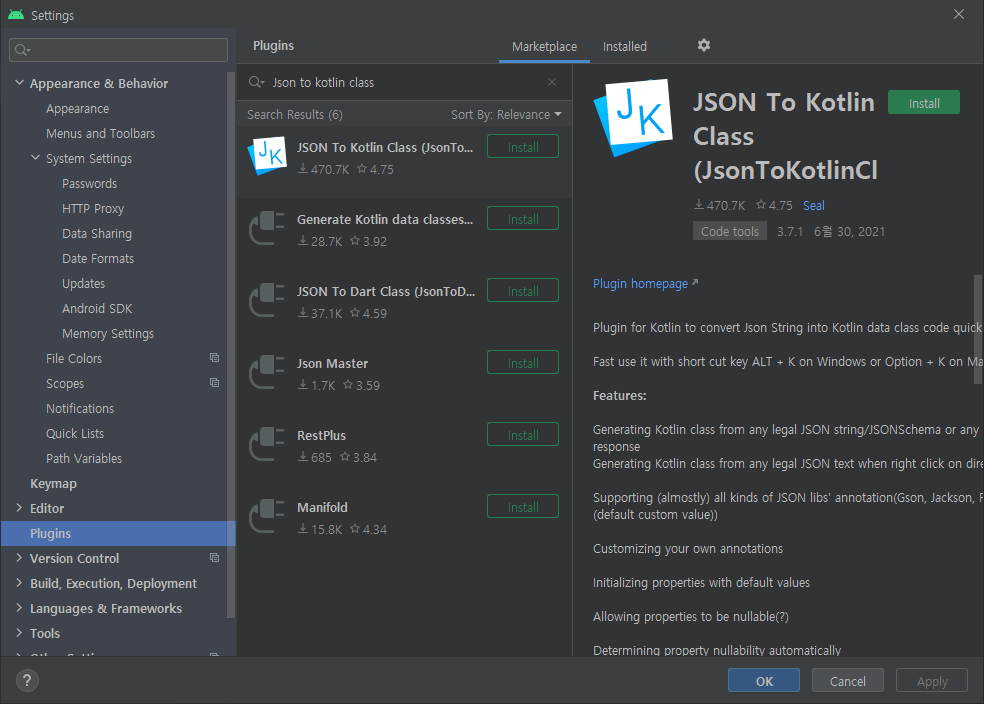 Settings
Appearance & Behavior
Appearance
Menus and Toolbars
System Settings
Passwords
HTTP Proxy
Data Sharing
Date Formats
Updates
Android SDK
Memory Settings
File Colors
Scopes
Notifications
Quick Lists
Path Variables
Keymap
Editor
Plugins
Version Control
Build, Execution, Deployment
Languages & Frameworks
Tools
Plugins
Marketplace
Installed
Json to kotlin class
Search Results (6)
Sort By: Relevance
JSON To Kotlin Class (JsonTo...
Install
470.7K 4.75
Generate Kotlin data classes...
Install
28.7K 3.92
JSON To Dart Class (JsonToD...
Install
37.1K 4.59
Json Master
Install
1.7K 3.59
RestPlus
Install
685 3.84
Manifold
Install
15.8K 4.34
JK
JSON To Kotlin
Class
(JsonToKotlinCl
Install
470.7K 4.75 Seal
Code tools 3.7.1 6월 30, 2021
Plugin homepage
Plugin for Kotlin to convert Json String into Kotlin data class code quick
Fast use it with short cut key ALT + K on Windows or Option + K on Ma
Features:
Generating Kotlin class from any legal JSON string/JSONSchema or any
response
Generating Kotlin class from any legal JSON text when right click on dire
Supporting (almost) all kinds of JSON libs' annotation(Gson, Jackson, F
(default custom value))
Customizing your own annotations
Initializing properties with default values
Allowing properties to be nullable(?)
Determining property nullability automatically
?
OK
Cancel
Apply